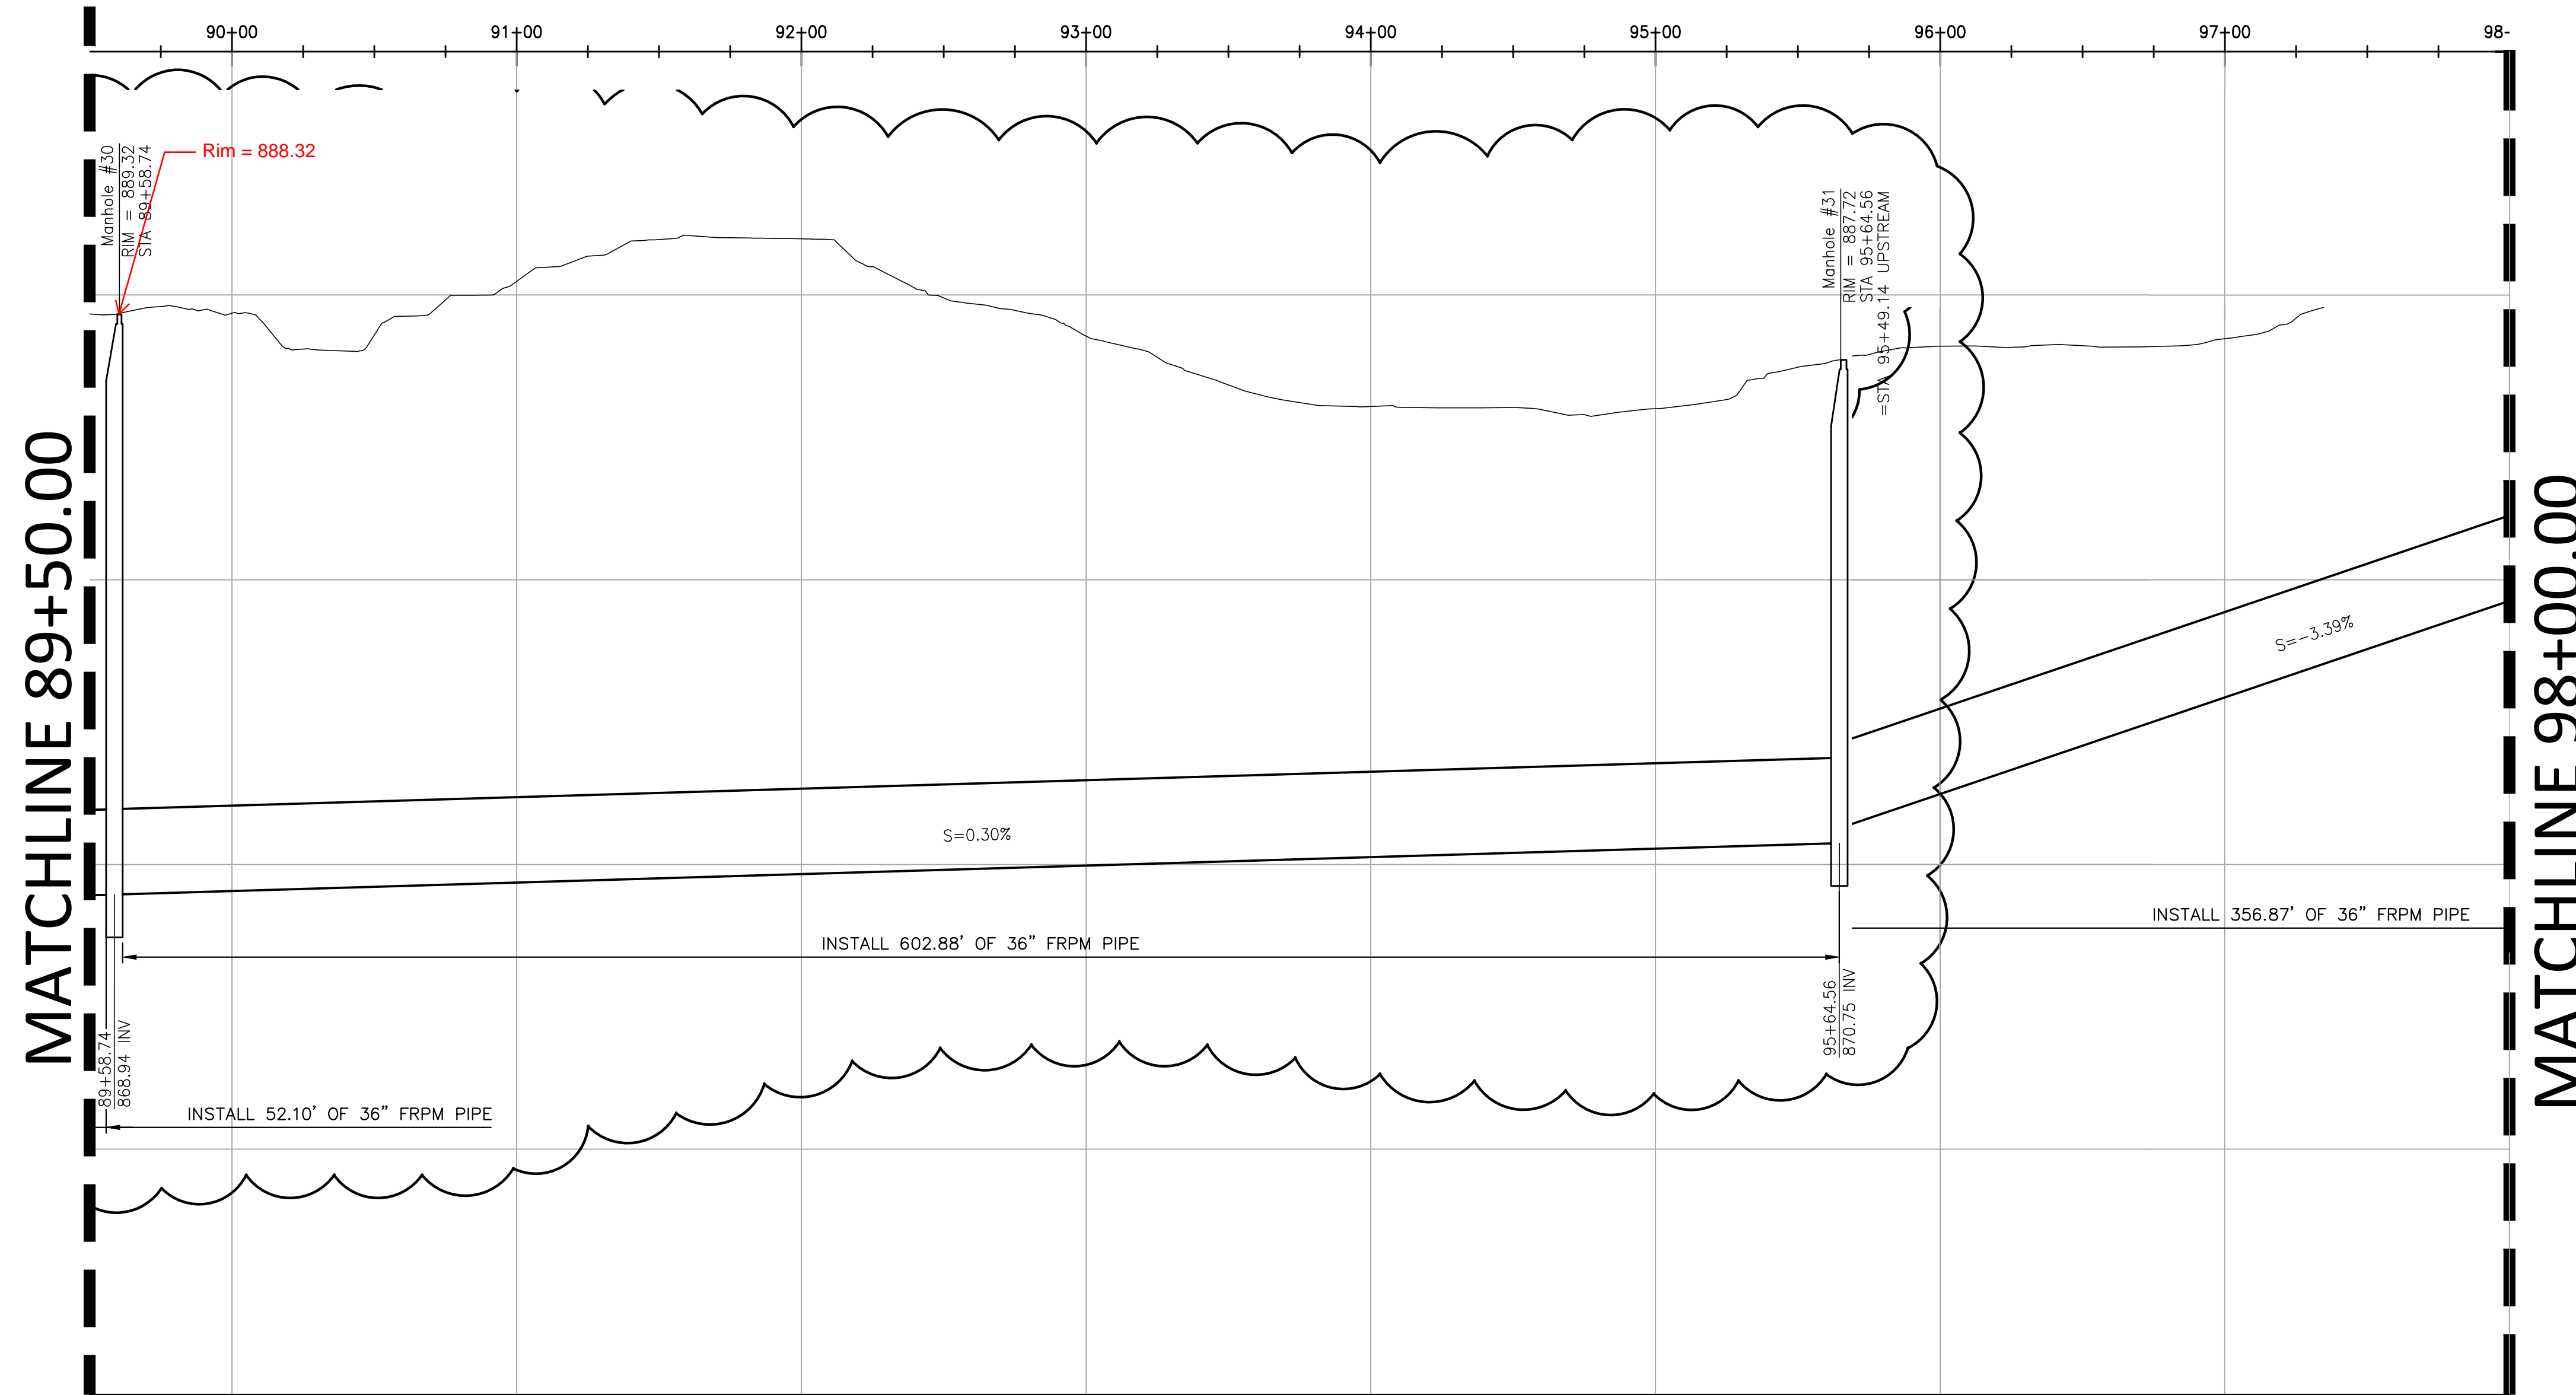 90+00
91+00
92+00
93+00
94+00
95+00
96+00
97+00
98-
MATCHLINE 89+50.00
Manhole #30
RIM = 889.32
STA 89+58.74
Rim = 888.32
Manhole #31
RIM = 887.72
STA 95+64.56
=STA 95+49.14 UPSTREAM
S=0.30%
S=-3.39%
INSTALL 602.88' OF 36" FRPM PIPE
INSTALL 356.87' OF 36" FRPM PIPE
89+58.74
868.94 INV
95+64.56
870.75 INV
INSTALL 52.10' OF 36" FRPM PIPE
MATCHLINE 98+00.00